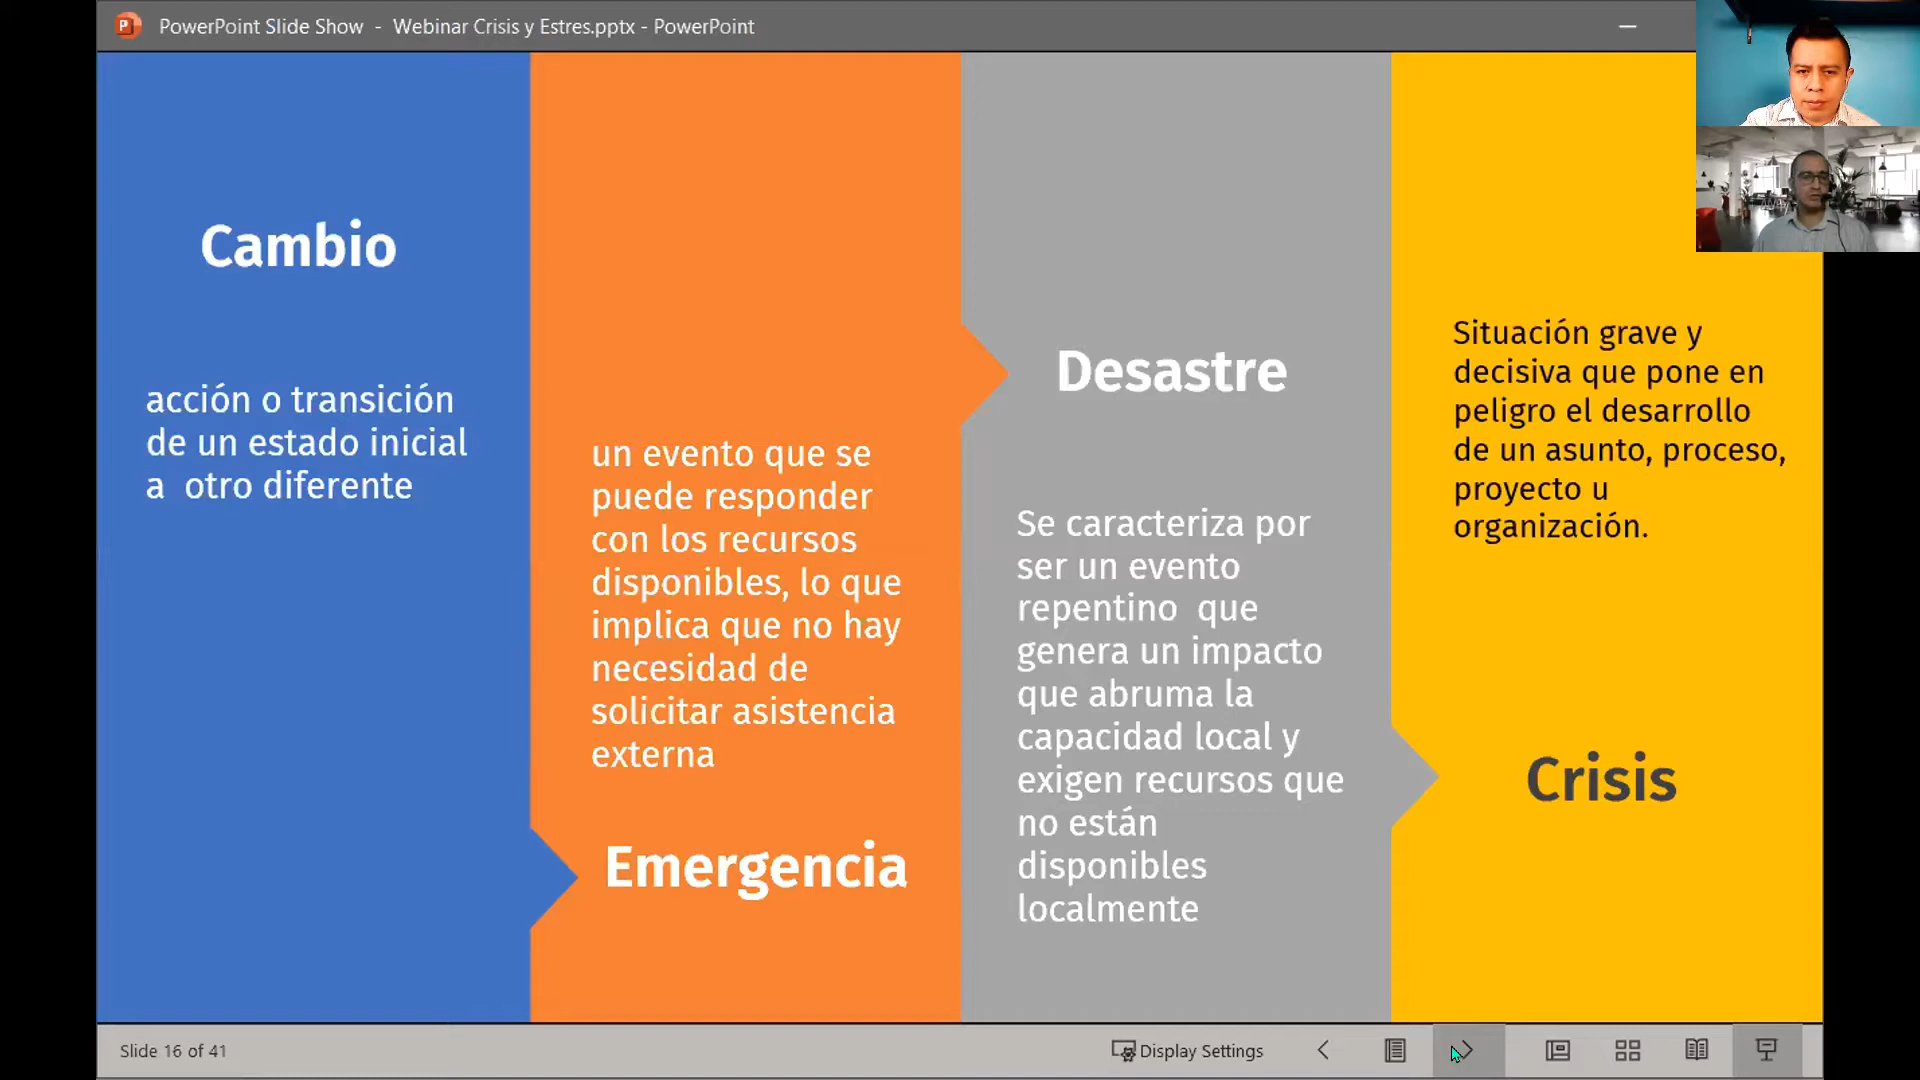 PowerPoint Slide Show - Webinar Crisis y Estres.pptx - PowerPoint
Cambio
acción o transición
de un estado inicial
a otro diferente
un evento que se
puede responder
con los recursos
disponibles, lo que
implica que no hay
necesidad de
solicitar asistencia
externa
Emergencia
Desastre
Se caracteriza por
ser un evento
repentino que
genera un impacto
que abruma la
capacidad local y
exigen recursos que
no están
disponibles
localmente
Situación grave y
decisiva que pone en
peligro el desarrollo
de un asunto, proceso,
proyecto u
organización.
Crisis
Slide 16 of 41
Display Settings